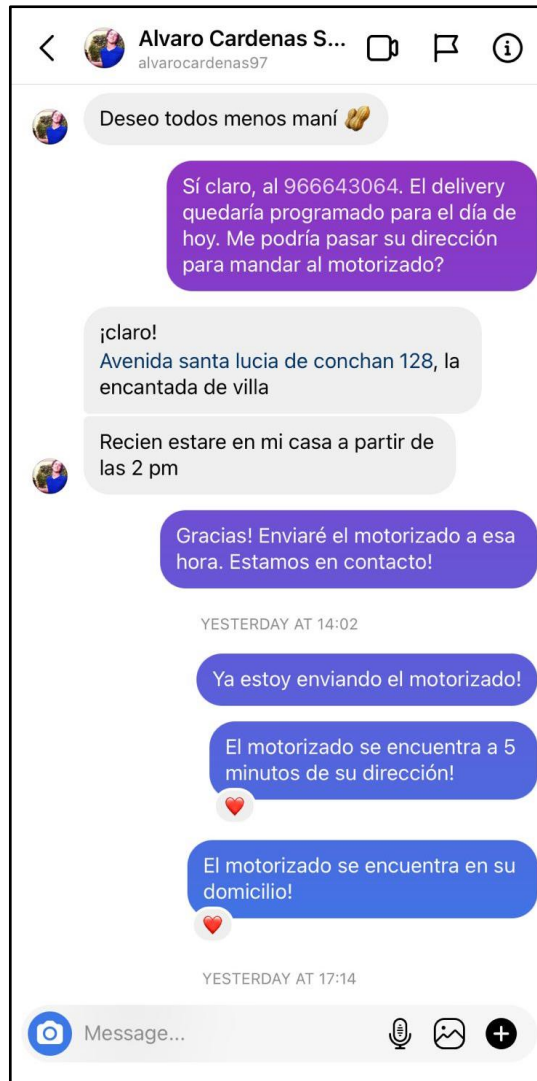 Alvaro Cardenas S...
alvarocardenas97
Deseo todos menos maní 🥜
Sí claro, al 966643064. El delivery
quedaría programado para el día de
hoy. Me podría pasar su dirección
para mandar al motorizado?
¡claro!
Avenida santa lucia de conchan 128, la
encantada de villa
Recien estare en mi casa a partir de
las 2 pm
Gracias! Enviaré el motorizado a esa
hora. Estamos en contacto!
YESTERDAY AT 14:02
Ya estoy enviando el motorizado!
El motorizado se encuentra a 5
minutos de su dirección!
❤️
El motorizado se encuentra en su
domicilio!
❤️
YESTERDAY AT 17:14
Message...